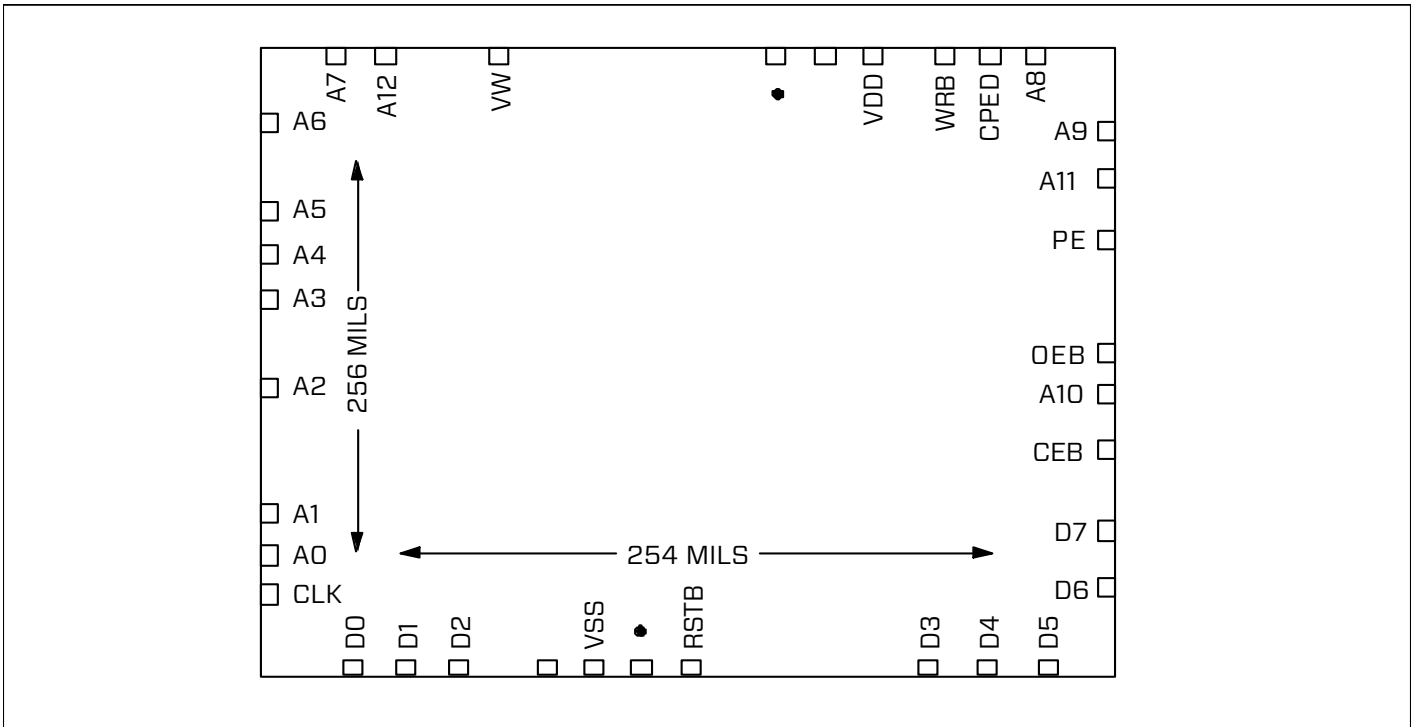 A7
A12
VW
VDD
WRB
CPED
A8
A6
A9
A11
A5
PE
A4
A3
256 MILS
OEB
A2
A10
CEB
A1
D7
A0
254 MILS
CLK
D6
D0
D1
D2
VSS
RSTB
D3
D4
D5